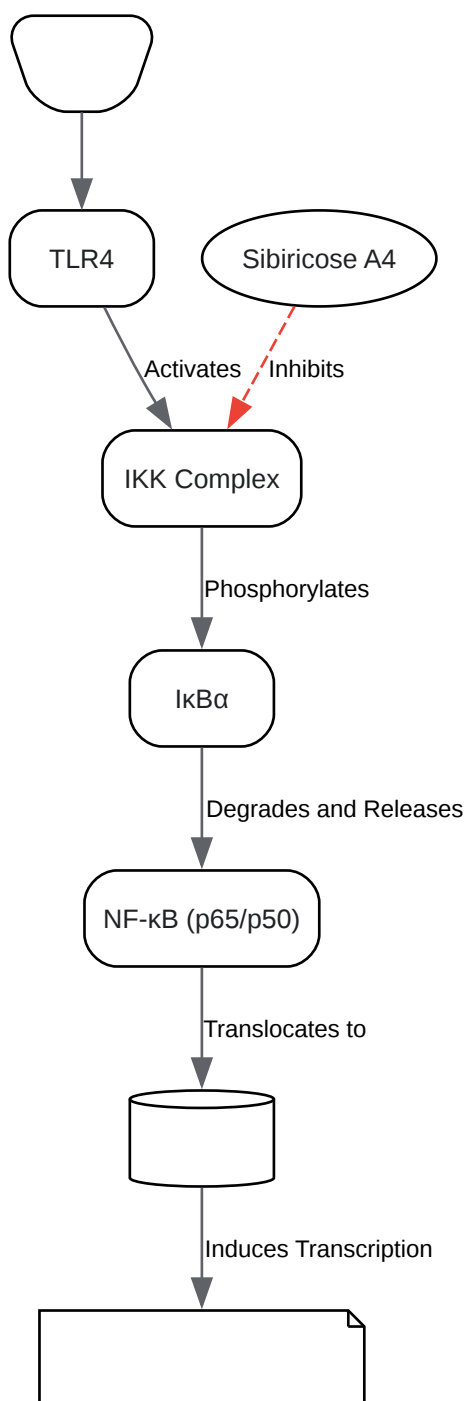 TLR4
Sibiricose A4
Activates
Inhibits
IKK Complex
Phosphorylates
IκBα
Degrades and Releases
NF-κB (p65/p50)
Translocates to
Induces Transcription